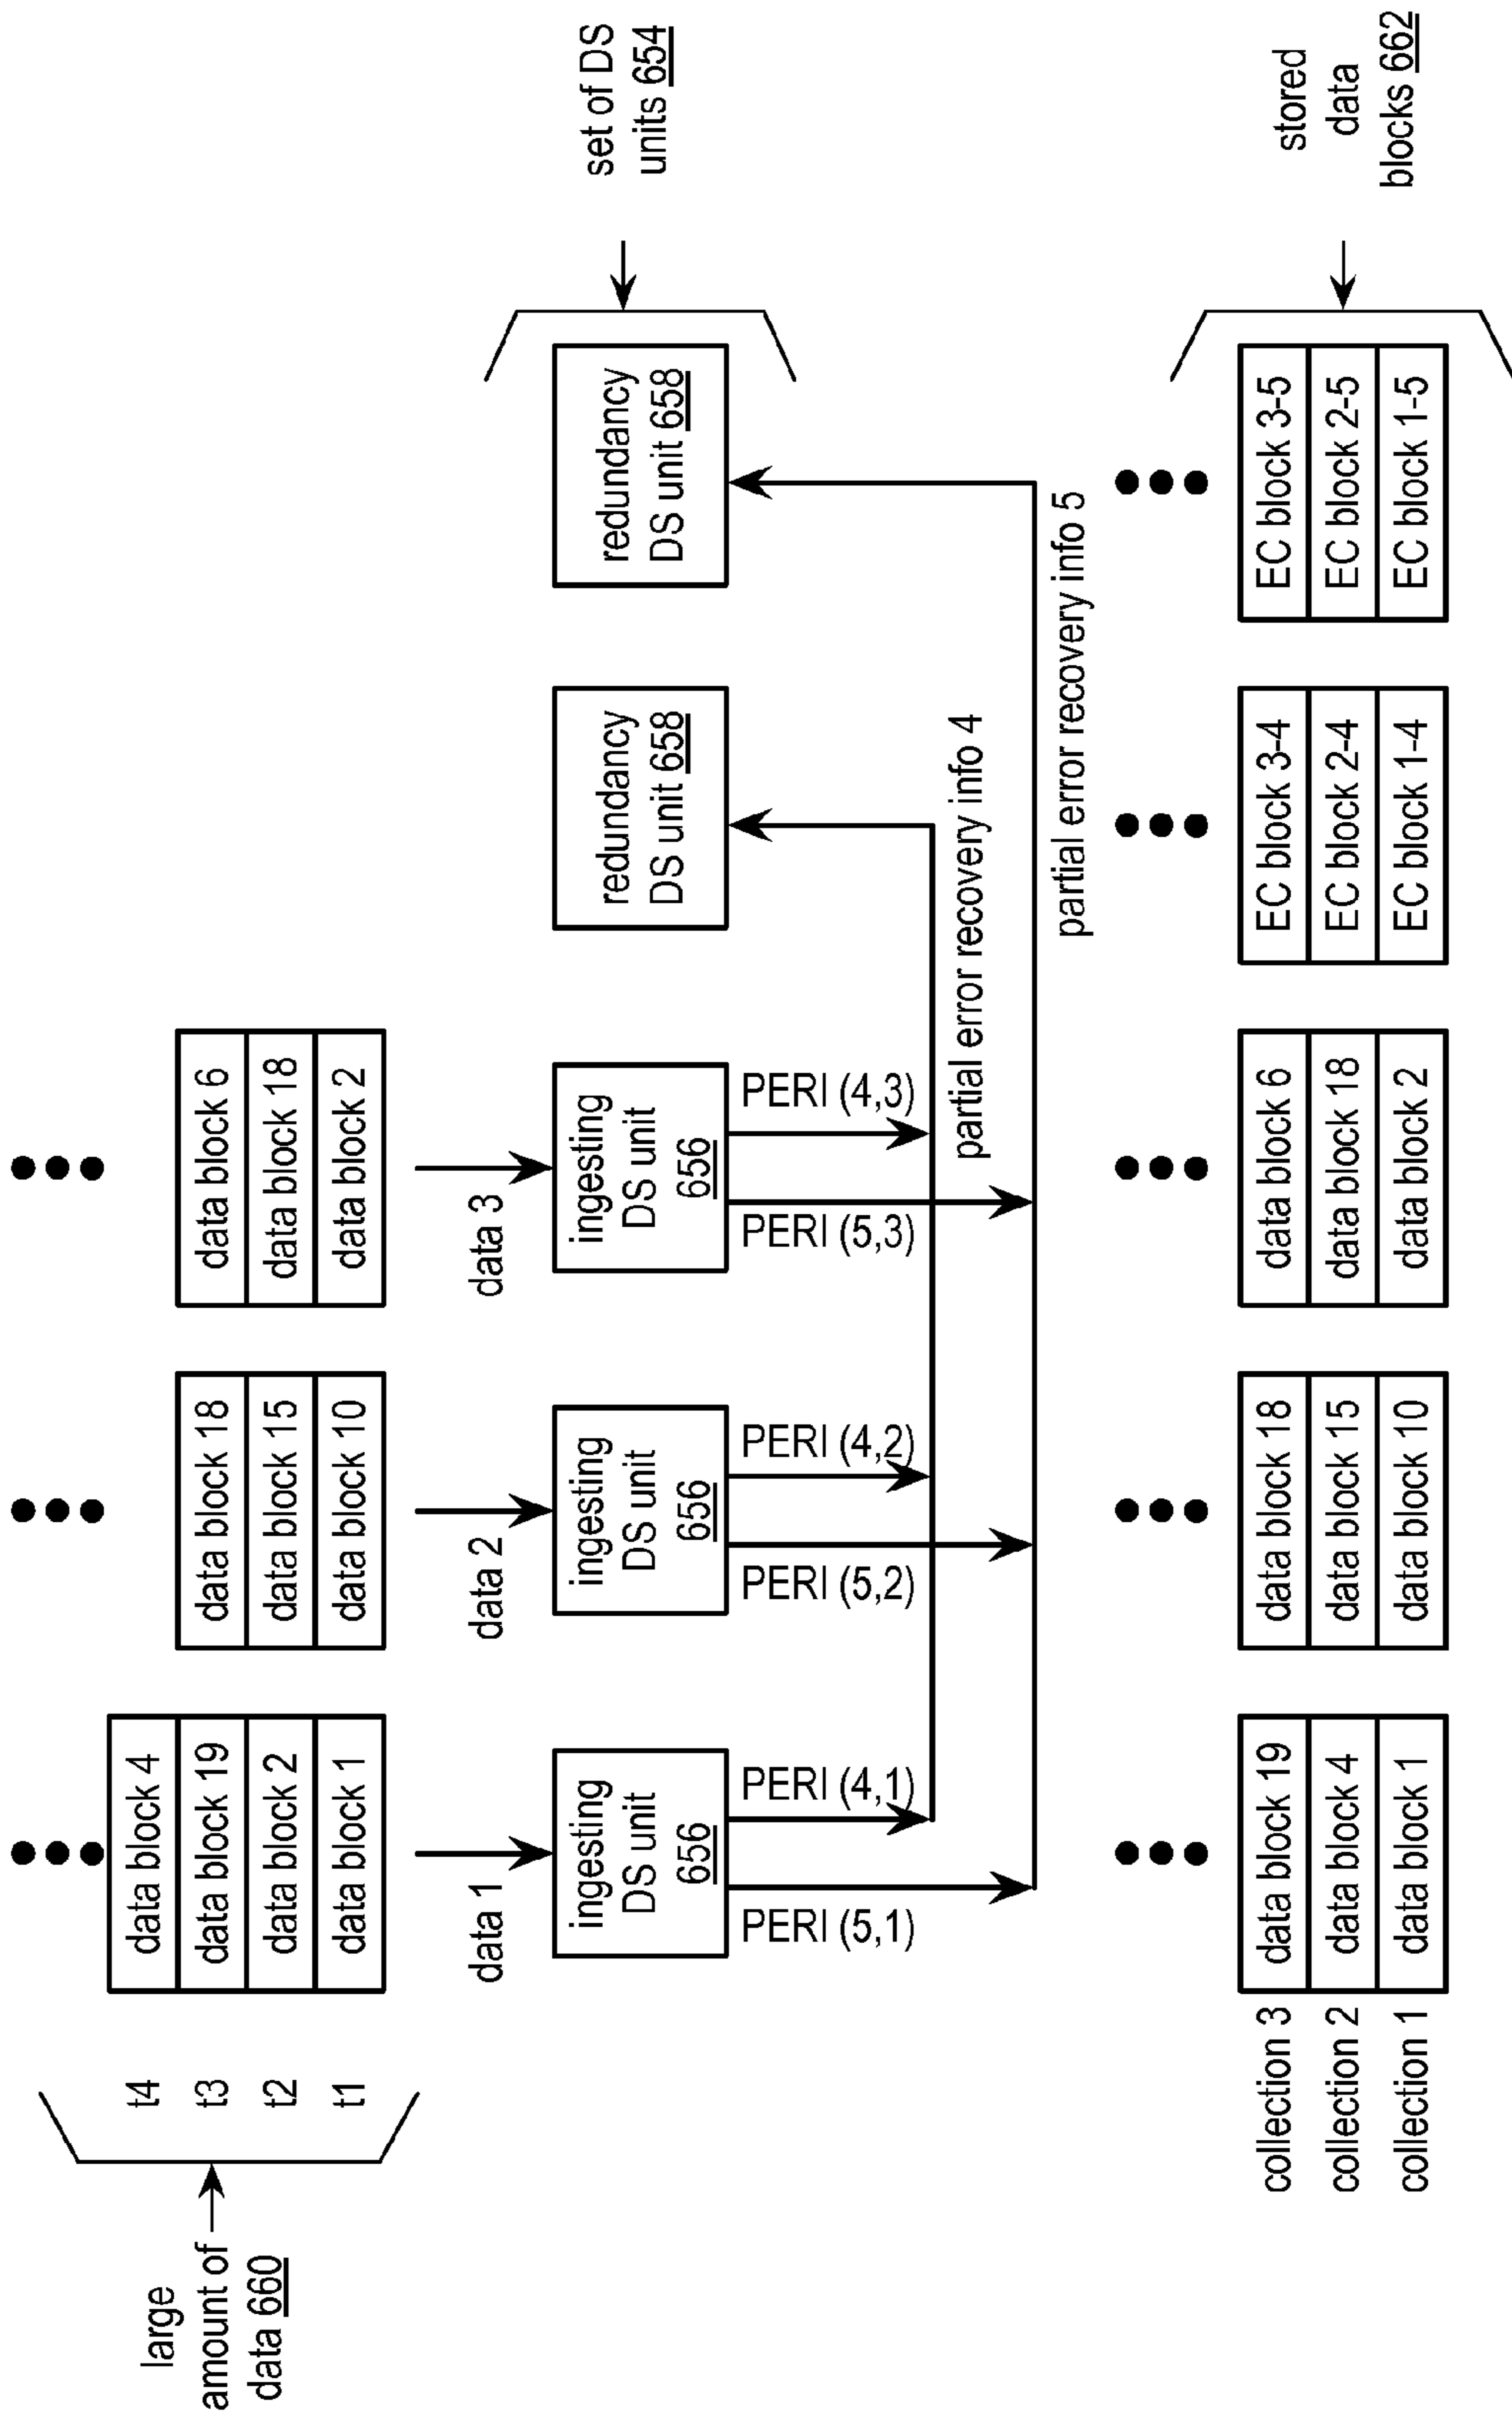 large
amount of
data 660
t4
t3
t2
t1
data block 4
data block 19
data block 2
data block 1
data block 18
data block 15
data block 10
data block 6
data block 18
data block 2
data 1
data 2
data 3
ingesting
DS unit
656
ingesting
DS unit
656
ingesting
DS unit
656
redundancy
DS unit 658
redundancy
DS unit 658
set of DS
units 654
PERI (5,1)
PERI (4,1)
PERI (5,2)
PERI (4,2)
PERI (5,3)
PERI (4,3)
partial error recovery info 4
partial error recovery info 5
collection 3
collection 2
collection 1
data block 19
data block 4
data block 1
data block 18
data block 15
data block 10
data block 6
data block 18
data block 2
EC block 3-4
EC block 2-4
EC block 1-4
EC block 3-5
EC block 2-5
EC block 1-5
stored
data
blocks 662